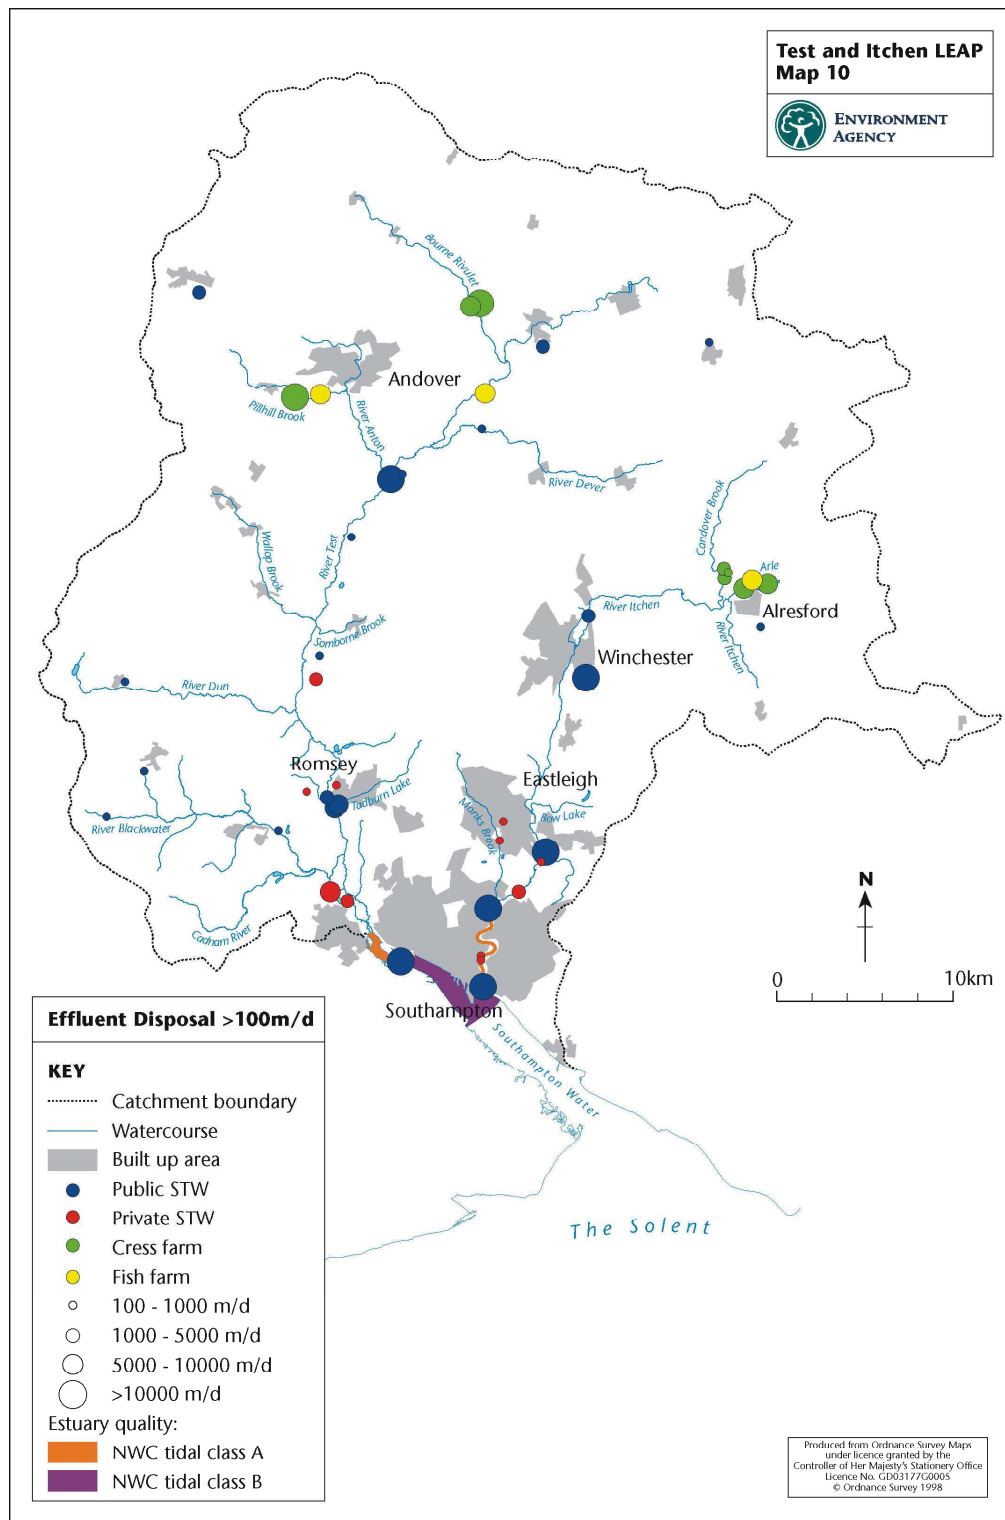 Test and Itchen LEAP
Map 10
ENVIRONMENT
AGENCY
Bourne Rivulet
Andover
Pillhill Brook
River Anton
River Dever
Candover Brook
Wallop Brook
River Test
Arle
River Itchen
Alresford
Somborne Brook
River Itchen
Winchester
River Dun
Romsey
Eastleigh
Tadburn Lake
Monks Brook
Bow Lake
River Blackwater
N
Cadnam River
0 10km
Southampton
Southampton Water
The Solent
Effluent Disposal >100m/d
KEY
Catchment boundary
Watercourse
Built up area
Public STW
Private STW
Cress farm
Fish farm
100 - 1000 m/d
1000 - 5000 m/d
5000 - 10000 m/d
>10000 m/d
Estuary quality:
NWC tidal class A
NWC tidal class B
Produced from Ordnance Survey Maps
under licence granted by the
Controller of Her Majesty's Stationery Office
Licence No. GD03177G0005
© Ordnance Survey 1998